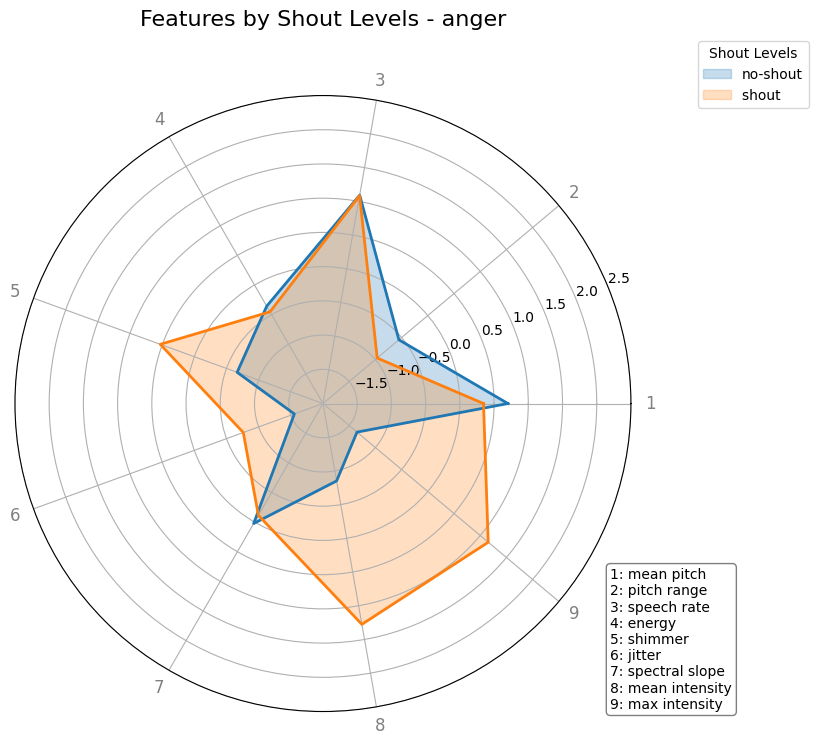 Features by Shout Levels - anger
Shout Levels
no-shout
shout
3
4
2
5
2.5
2.0
1.5
1.0
0.5
0.0
−0.5
−1.0
−1.5
1
6
9
7
8
1: mean pitch
2: pitch range
3: speech rate
4: energy
5: shimmer
6: jitter
7: spectral slope
8: mean intensity
9: max intensity